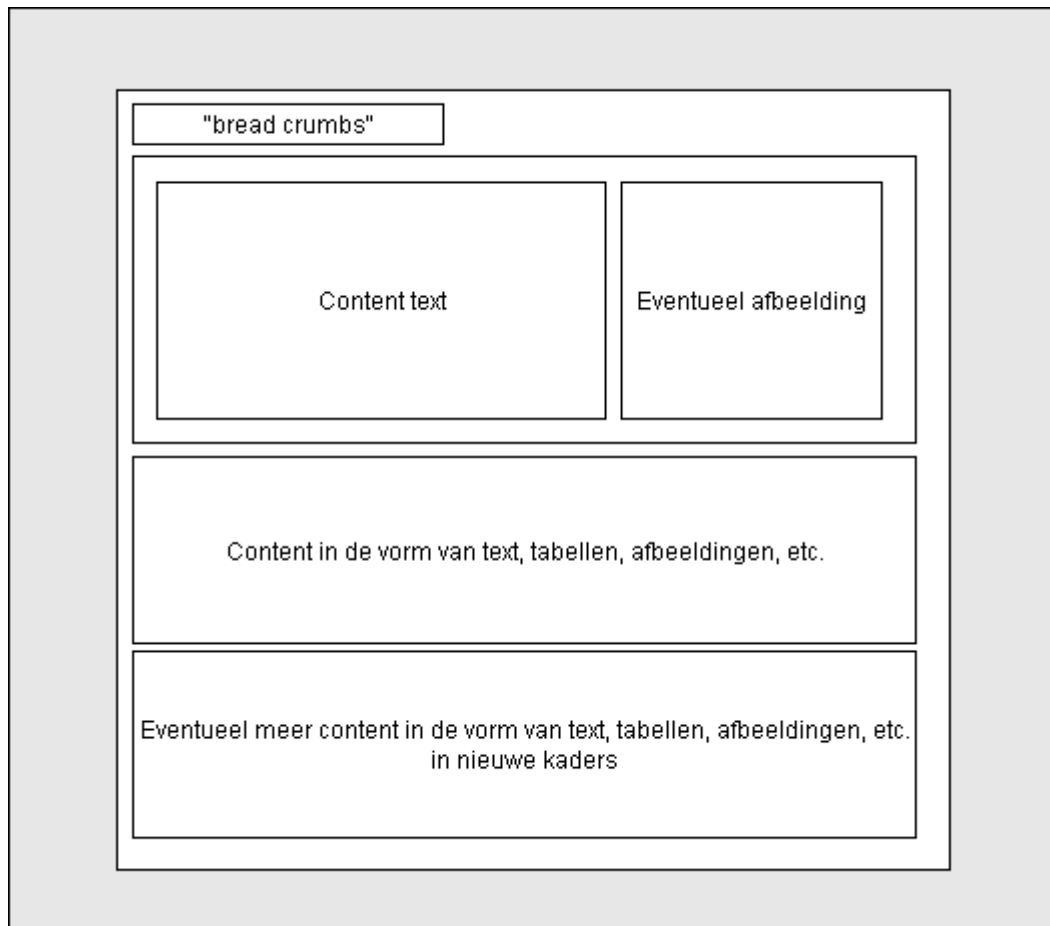 "bread crumbs"
Content text
Eventueel afbeelding
Content in de vorm van text, tabellen, afbeeldingen, etc.
Eventueel meer content in de vorm van text, tabellen, afbeeldingen, etc.
in nieuwe kaders